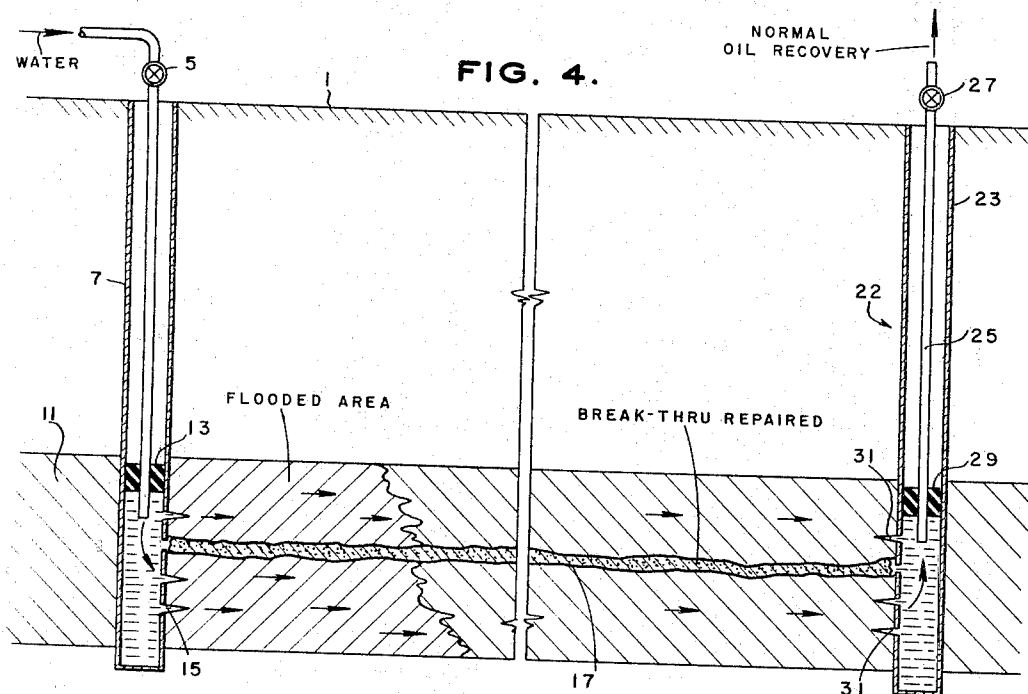 NORMAL
OIL RECOVERY
WATER
5
FIG. 4.
1
27
23
7
22
25
FLOODED AREA
BREAK-THRU REPAIRED
11
13
31
29
15
17
31